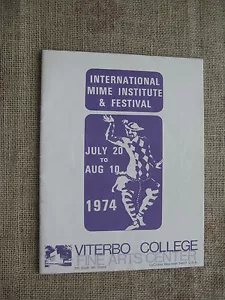 INTERNATIONAL
MIME INSTITUTE
& FESTIVAL
JULY 20
TO
AUG 10
1974
VITERBO COLLEGE
FINE ARTS CENTER